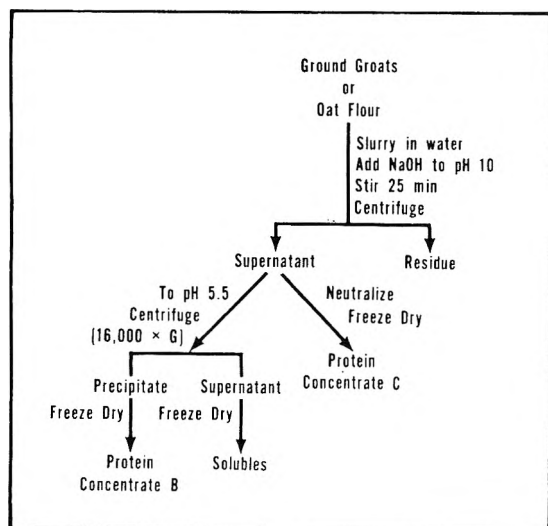 Ground Groats
or
Oat Flour
Slurry in water
Add NaOH to pH 10
Stir 25 min
Centrifuge
Supernatant
Residue
To pH 5.5
Centrifuge
(16,000 × G)
Neutralize
Freeze Dry
Protein
Concentrate C
Precipitate
Supernatant
Freeze Dry
Freeze Dry
Protein
Concentrate B
Solubles